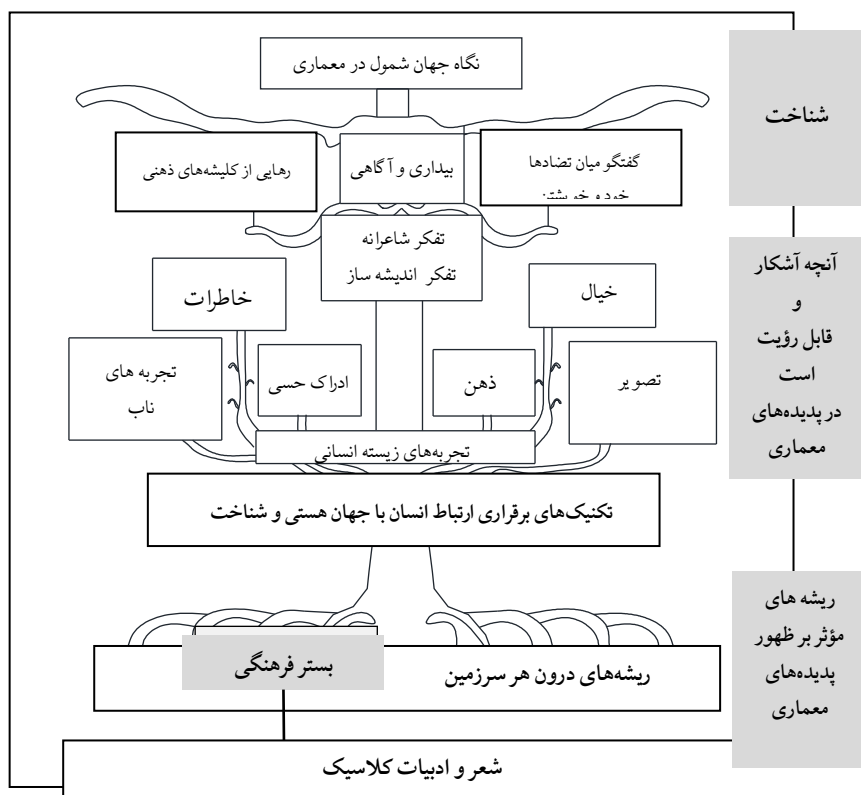 نگاه جهان شمول در معماری
شناخت
گفتگو میان تضادها
خود و خویشتن
بیداری و آگاهی
رهایی از کلیشه‌های ذهنی
تفکر شاعرانه
تفکر اندیشه ساز
آنچه آشکار
و
قابل رؤیت
است
در پدیده‌های
معماری
خیال
خاطرات
تصویر
ذهن
ادراک حسی
تجربه های
ناب
تجربه‌های زیسته انسانی
تکنیک‌های برقراری ارتباط انسان با جهان هستی و شناخت
ریشه های
مؤثر بر ظهور
پدیده‌های
معماری
ریشه‌های درون هر سرزمین
بستر فرهنگی
شعر و ادبیات کلاسیک